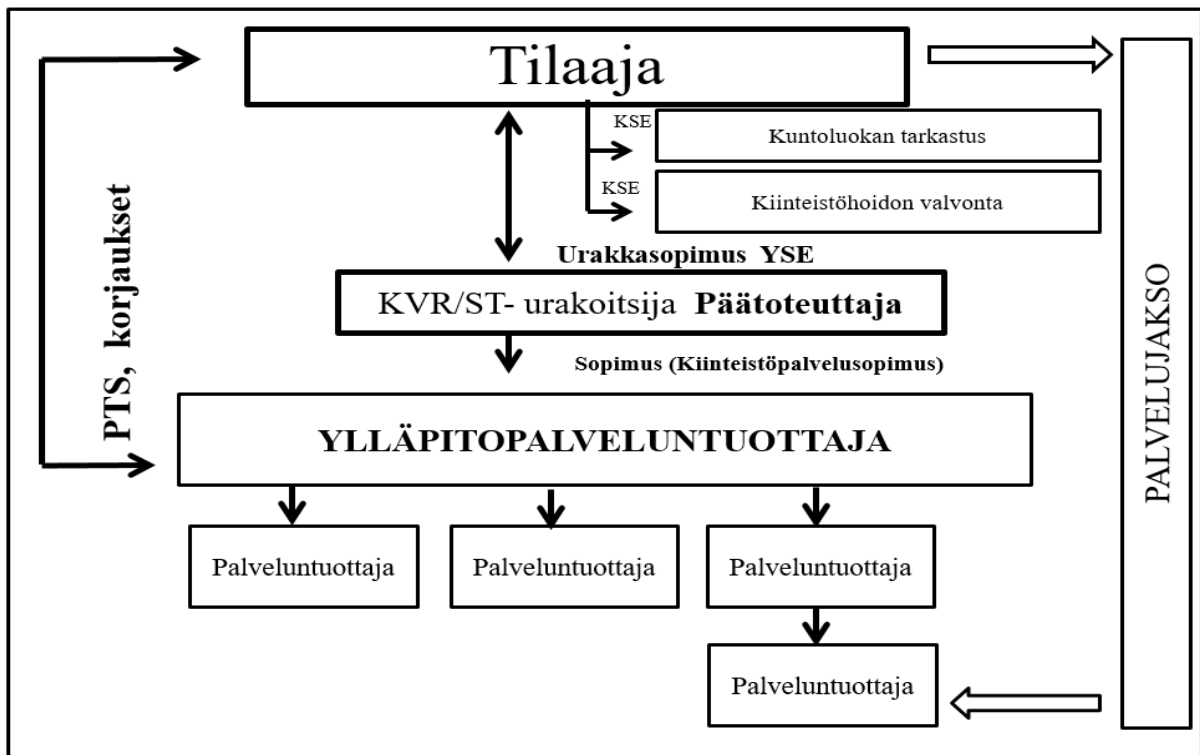 Tilaaja
KSE
Kuntoluokan tarkastus
KSE
Kiinteistöhoidon valvonta
PTS, korjaukset
Urakkasopimus YSE
KVR/ST- urakoitsija Päätoteuttaja
Sopimus (Kiinteistöpalvelusopimus)
YLLÄPITOPALVELUNTUOTTAJA
Palveluntuottaja
Palveluntuottaja
Palveluntuottaja
Palveluntuottaja
PALVELUJAKSO